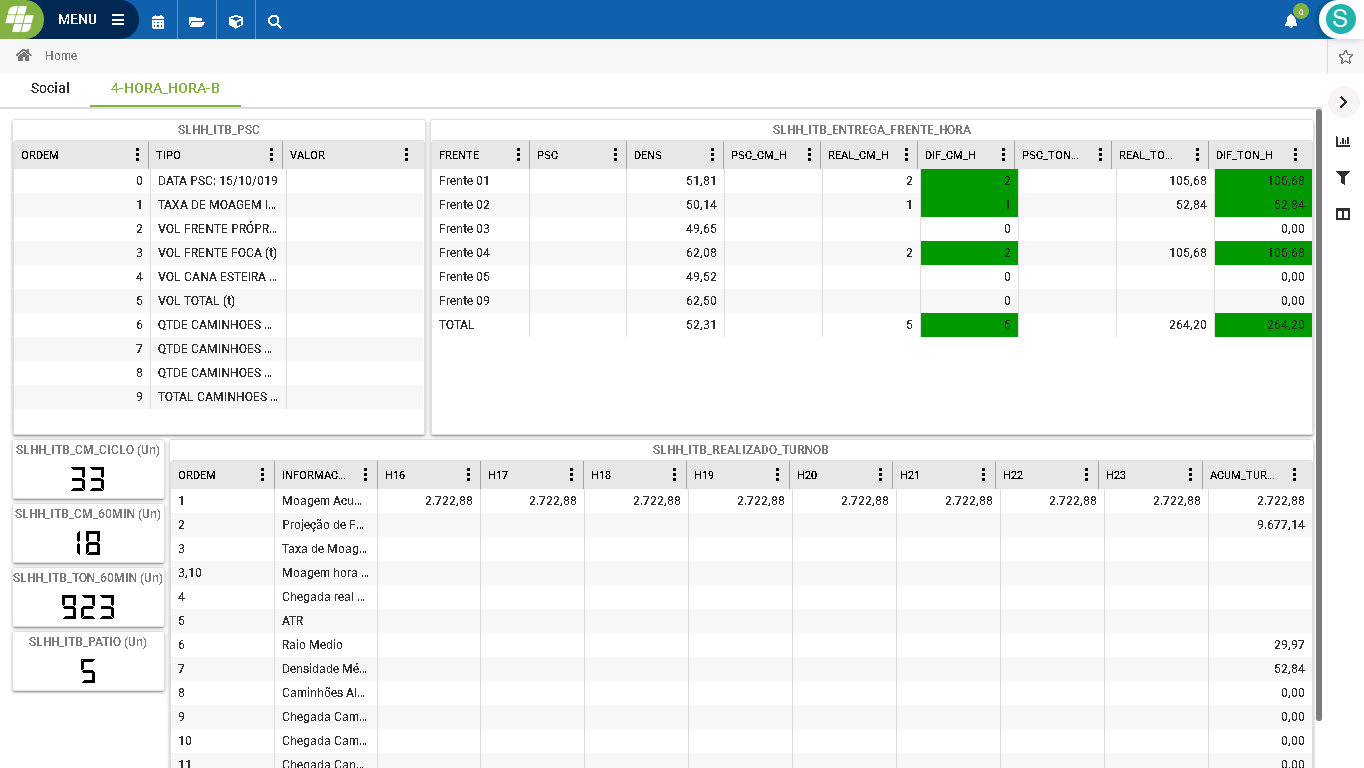 MENU
0
S
Home
Social 4-HORA_HORA-B
SLHH_ITB_PSC
ORDEM TIPO VALOR
0 DATA PSC: 15/10/019
1 TAXA DE MOAGEM I...
2 VOL FRENTE PRÓPR...
3 VOL FRENTE FOCA (t)
4 VOL CANA ESTEIRA ...
5 VOL TOTAL (t)
6 QTDE CAMINHOES ...
7 QTDE CAMINHOES ...
8 QTDE CAMINHOES ...
9 TOTAL CAMINHOES ...
SLHH_ITB_ENTREGA_FRENTE_HORA
FRENTE PSC DENS PSC_CM_H REAL_CM_H DIF_CM_H PSC_TON... REAL_TO... DIF_TON_H
Frente 01 51,81 2 2 105,68 105,68
Frente 02 50,14 1 1 52,84 52,84
Frente 03 49,65 0 0,00
Frente 04 62,08 2 2 105,68 105,68
Frente 05 49,52 0 0,00
Frente 09 62,50 0 0,00
TOTAL 52,31 5 5 264,20 264,20
SLHH_ITB_CM_CICLO (Un)
33
SLHH_ITB_CM_60MIN (Un)
18
SLHH_ITB_TON_60MIN (Un)
923
SLHH_ITB_PATIO (Un)
5
SLHH_ITB_REALIZADO_TURNOB
ORDEM INFORMAC... H16 H17 H18 H19 H20 H21 H22 H23 ACUM_TUR...
1 Moagem Acu... 2.722,88 2.722,88 2.722,88 2.722,88 2.722,88 2.722,88 2.722,88 2.722,88 2.722,88
2 Projeção de F... 9.677,14
3 Taxa de Moag...
3,10 Moagem hora ...
4 Chegada real ...
5 ATR
6 Raio Medio 29,97
7 Densidade Mé... 52,84
8 Caminhões Al... 0,00
9 Chegada Cam... 0,00
10 Chegada Cam... 0,00
11 Chegada Can... 0,00